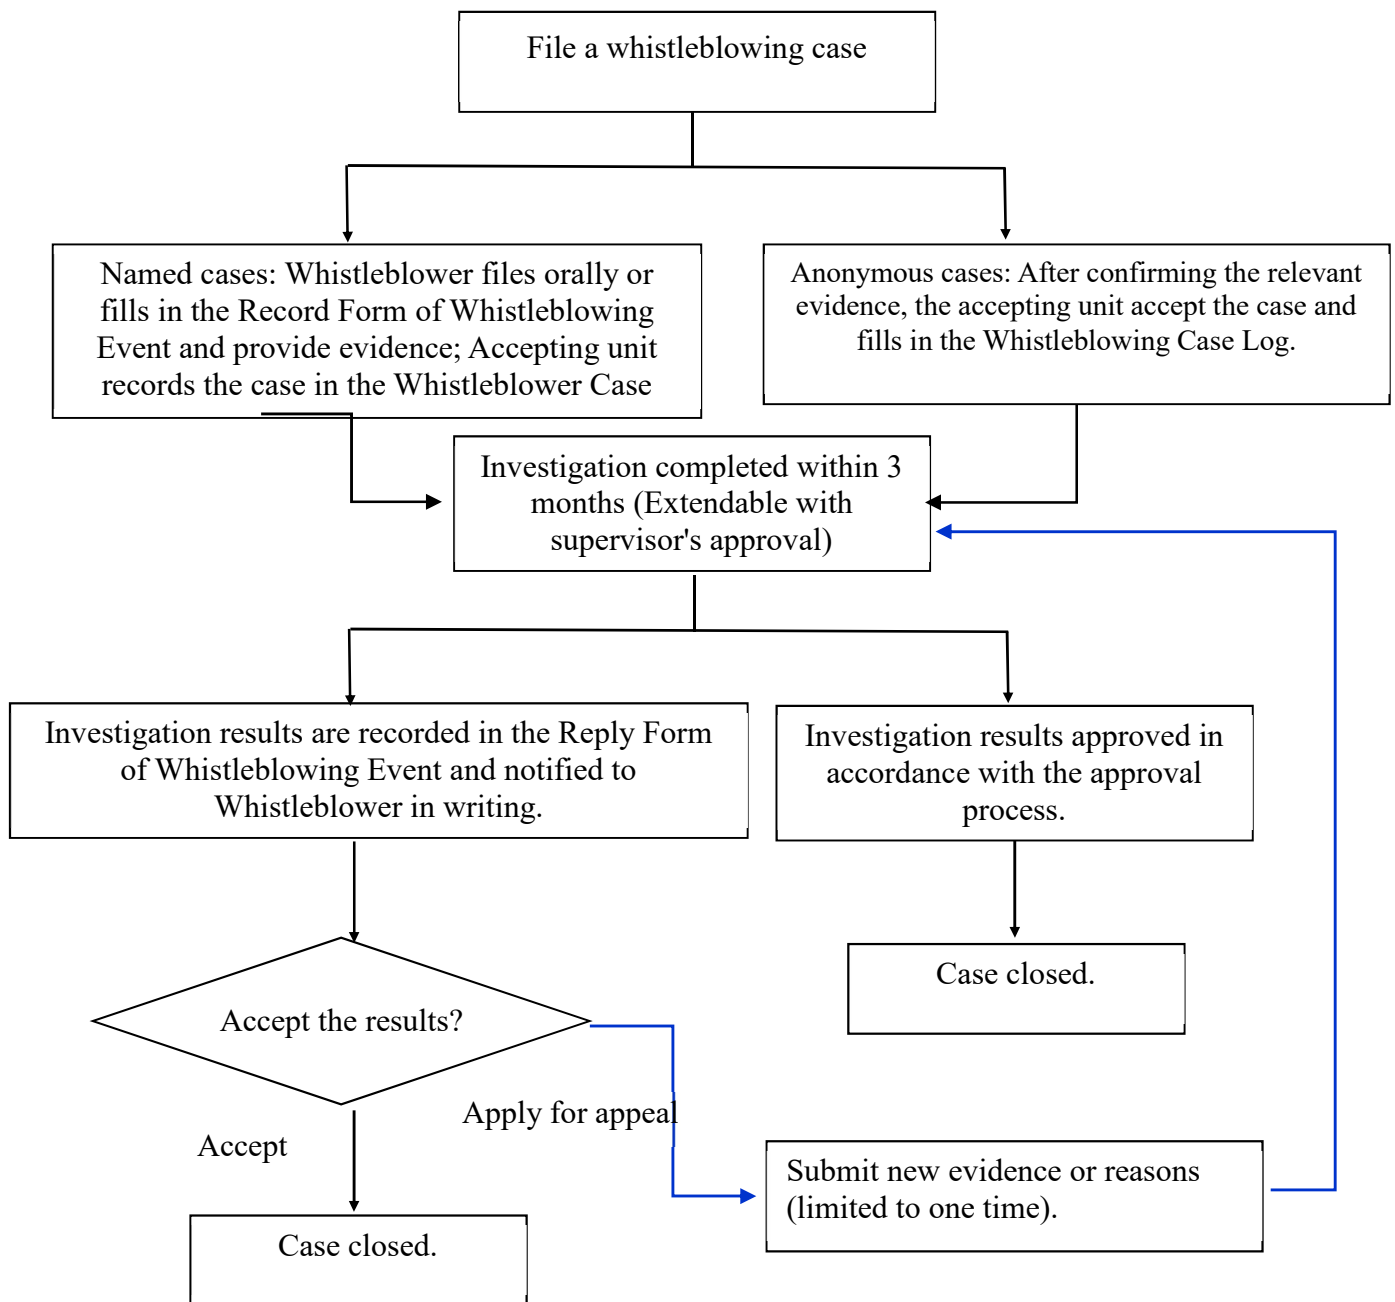 File a whistleblowing case
Named cases: Whistleblower files orally or
fills in the Record Form of Whistleblowing
Event and provide evidence; Accepting unit
records the case in the Whistleblower Case
Anonymous cases: After confirming the relevant
evidence, the accepting unit accept the case and
fills in the Whistleblowing Case Log.
Investigation completed within 3
months (Extendable with
supervisor's approval)
Investigation results are recorded in the Reply Form
of Whistleblowing Event and notified to
Whistleblower in writing.
Investigation results approved in
accordance with the approval
process.
Case closed.
Accept the results?
Apply for appeal
Accept
Submit new evidence or reasons
(limited to one time).
Case closed.